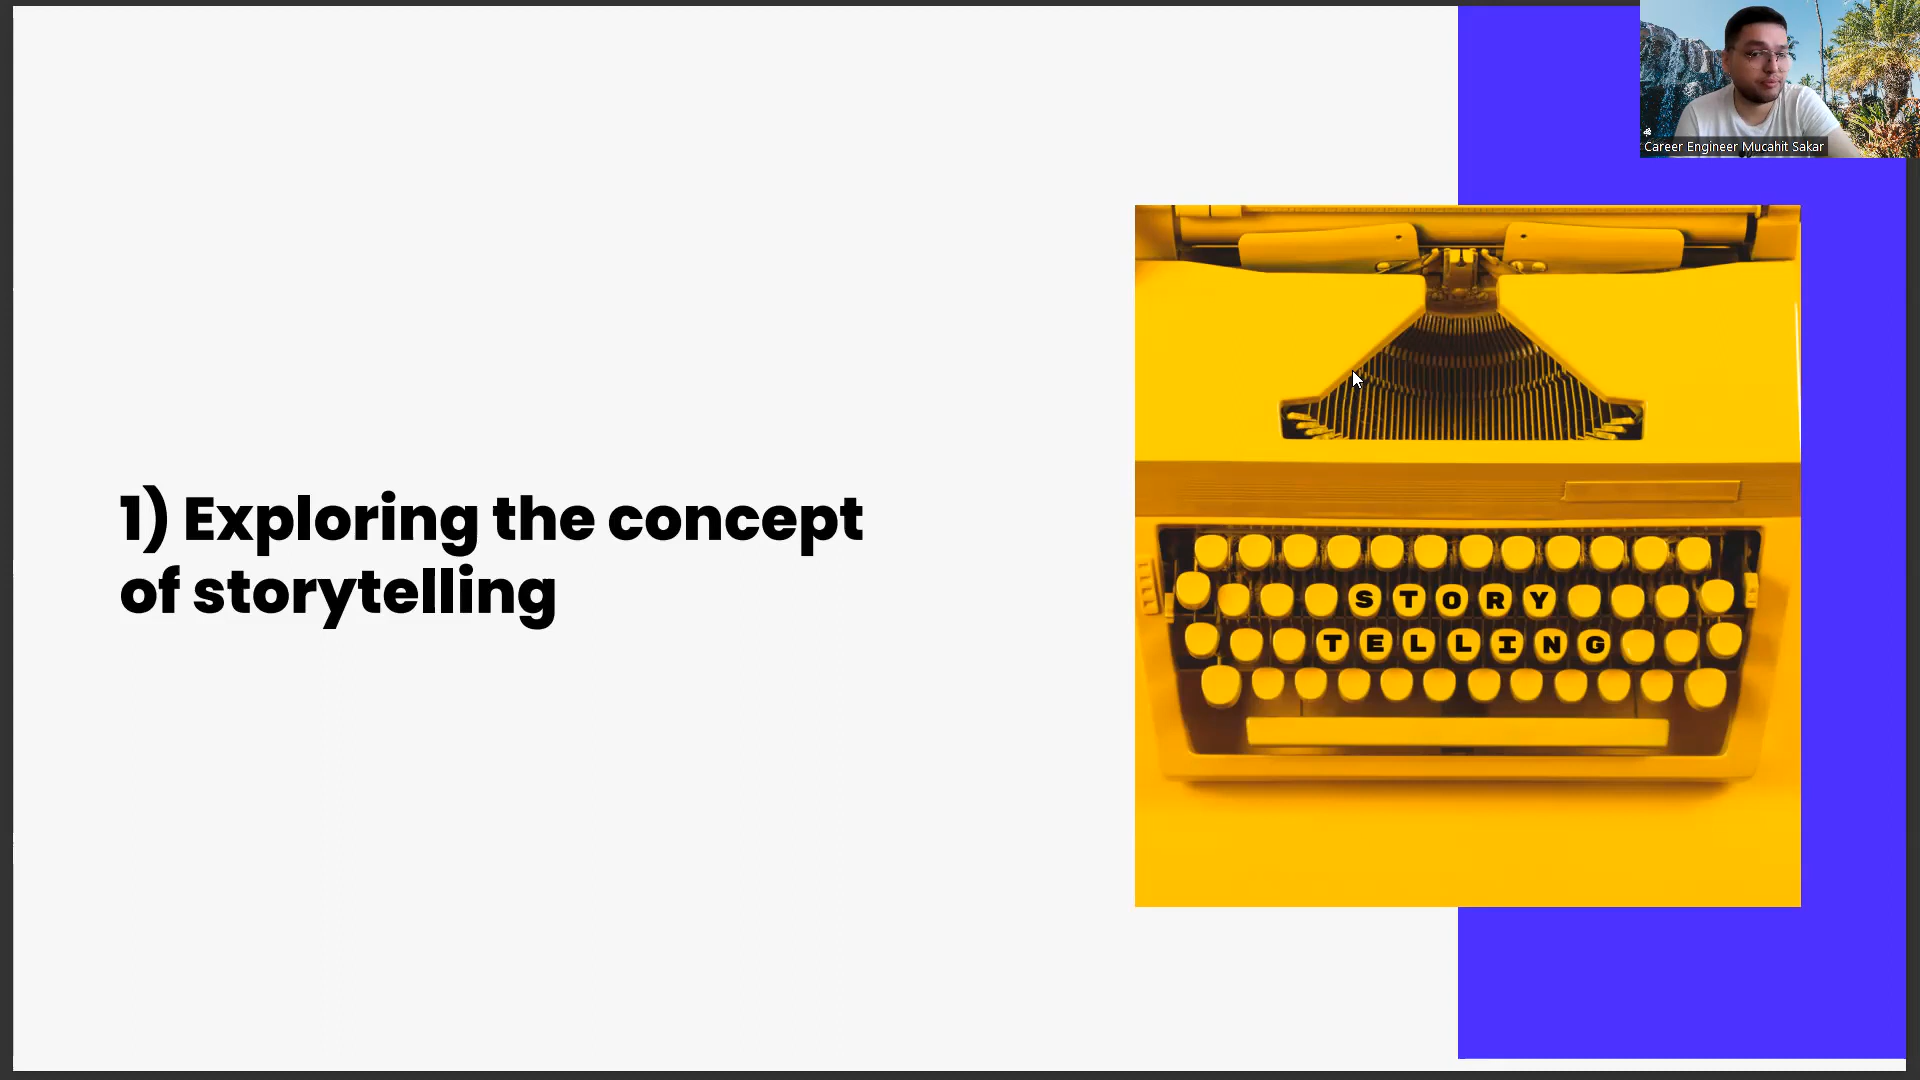 Career Engineer Mucahit Sakar
1) Exploring the concept
of storytelling
STORY
TELLING